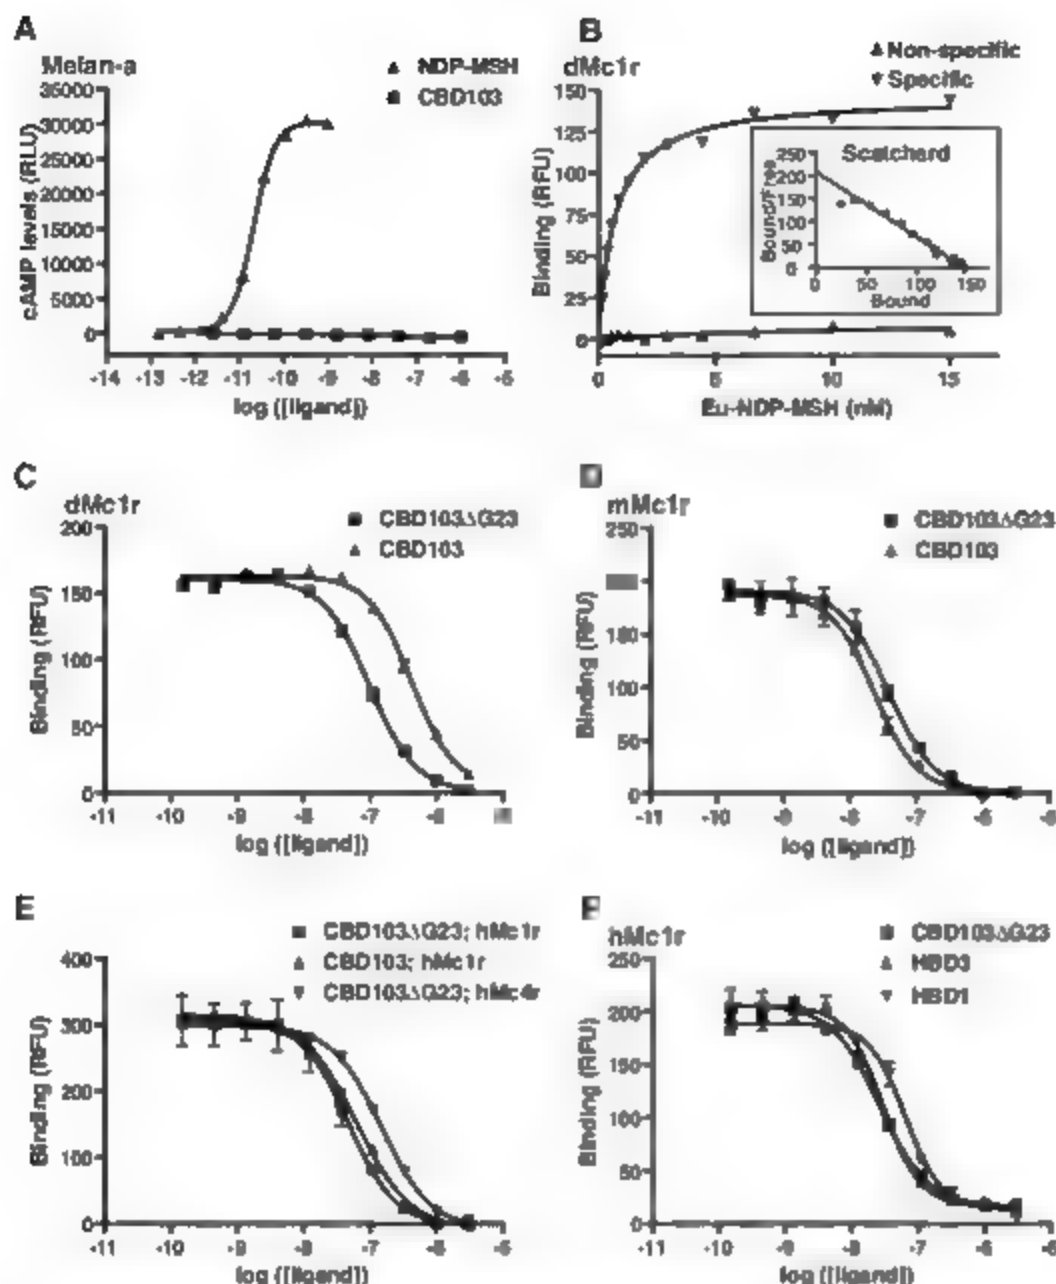 A
Melan-a
NDP-MSH
CBD103
35000
30000
25000
20000
15000
10000
5000
0
cAMP levels (RLU)
-14 -13 -12 -11 -10 -9 -8 -7 -6 -5
log ([ligand])
B
dMc1r
Non-specific
Specific
150
125
100
75
50
25
0
Binding (RFU)
Scatchard
250
200
150
100
50
0
Bound/Free
0 50 100 150
Bound
0 5 10 15
Eu-NDP-MSH (nM)
C
dMc1r
CBD103ΔG23
CBD103
200
150
100
50
0
Binding (RFU)
-11 -10 -9 -8 -7 -6
log ([ligand])
mMc1r
CBD103ΔG23
CBD103
250
150
100
50
0
Binding (RFU)
-11 -10 -9 -8 -7 -6 -5
log ([ligand])
E
CBD103ΔG23; hMc1r
CBD103; hMc1r
CBD103ΔG23; hMc4r
400
300
200
100
0
Binding (RFU)
-11 -10 -9 -8 -7 -6 -5
log ([ligand])
F
hMc1r
CBD103ΔG23
HBD3
HBD1
250
200
150
100
50
0
Binding (RFU)
-11 -10 -9 -8 -7 -6 -5
log ([ligand])